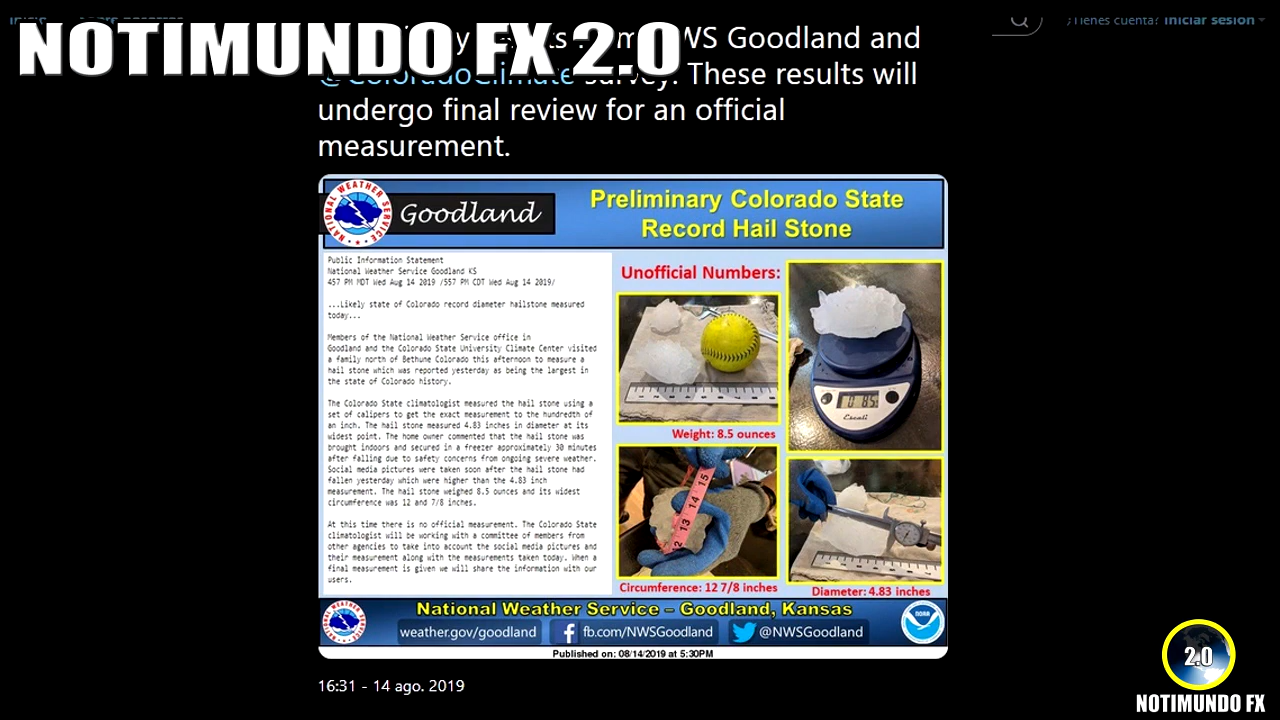 NOTIMUNDO FX 2.0
¿Tienes cuenta? Iniciar sesión
WS Goodland and
@ColoradoClimate survey. These results will
undergo final review for an official
measurement.
NATIONAL WEATHER SERVICE
Goodland
Preliminary Colorado State
Record Hail Stone
Public Information Statement
National Weather Service Goodland KS
457 PM MDT Wed Aug 14 2019 /557 PM CDT Wed Aug 14 2019/
...Likely state of Colorado record diameter hailstone measured
today...
Members of the National Weather Service office in
Goodland and the Colorado State University Climate Center visited
a family north of Bethune Colorado this afternoon to measure a
hail stone which was reported yesterday as being the largest in
the state of Colorado history.
The Colorado State climatologist measured the hail stone using a
set of calipers to get the exact measurement to the hundredth of
an inch. The hail stone measured 4.83 inches in diameter at its
widest point. The home owner commented that the hail stone was
brought indoors and secured in a freezer approximately 30 minutes
after falling due to safety concerns from ongoing severe weather.
Social media pictures were taken soon after the hail stone had
fallen yesterday which were higher than the 4.83 inch
measurement. The hail stone weighed 8.5 ounces and its widest
circumference was 12 and 7/8 inches.
At this time there is no official measurement. The Colorado State
climatologist will be working with a committee of members from
other agencies to take into account the social media pictures and
their measurement along with the measurements taken today. When a
final measurement is given we will share the information with our
users.
Unofficial Numbers:
Weight: 8.5 ounces
Escali
12 13 14 15
Circumference: 12 7/8 inches
Diameter: 4.83 inches
National Weather Service – Goodland, Kansas
weather.gov/goodland
fb.com/NWSGoodland
@NWSGoodland
NOAA
Published on: 08/14/2019 at 5:30PM
16:31 - 14 ago. 2019
2.0
NOTIMUNDO FX